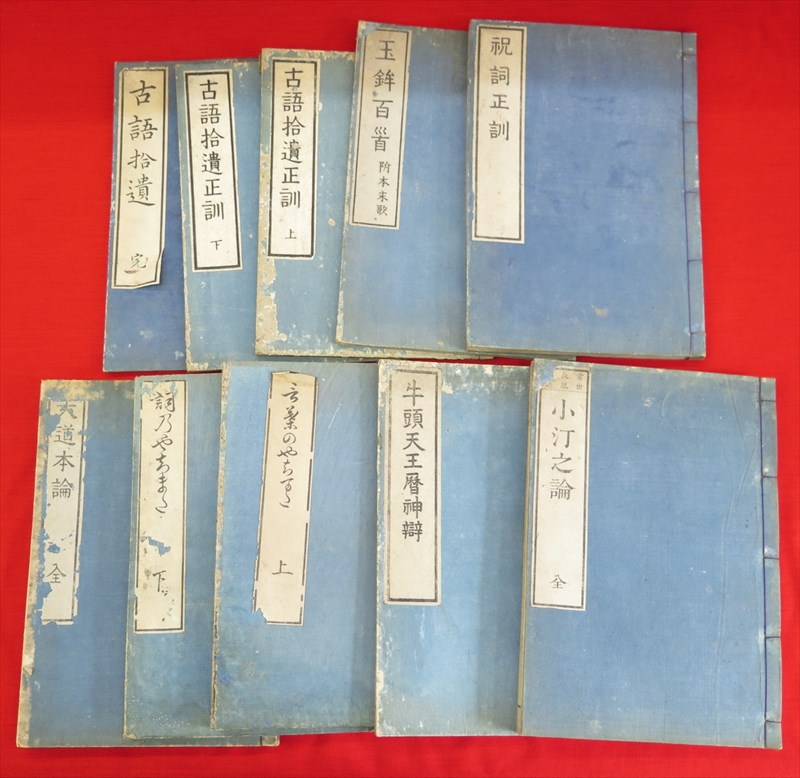 祝詞正訓
玉鉾百首 附本末歌
古語拾遺正訓 上
古語拾遺正訓 下
古語拾遺 完
小汀之論 全
牛頭天王暦神辯
言葉のやちまた 上
詞乃やちまた 下
道本論 全